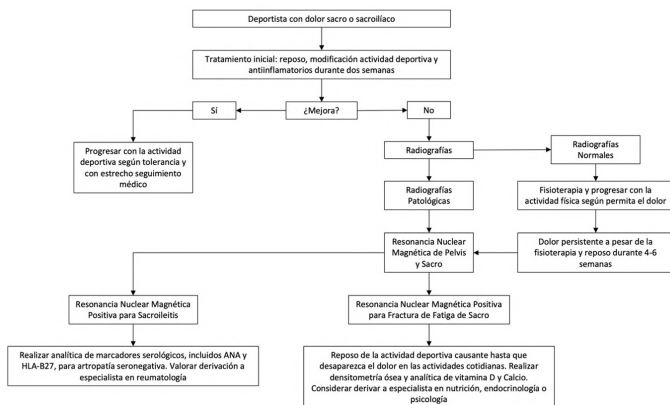 Deportista con dolor sacro o sacroilíaco
Tratamiento inicial: reposo, modificación actividad deportiva y
antiinflamatorios durante dos semanas
Sí
¿Mejora?
No
Progresar con la actividad
deportiva según tolerancia y
con estrecho seguimiento
médico
Radiografías
Radiografías
Normales
Radiografías
Patológicas
Fisioterapia y progresar con la
actividad física según permita el dolor
Resonancia Nuclear
Magnética de Pelvis
y Sacro
Dolor persistente a pesar de la
fisioterapia y reposo durante 4-6
semanas
Resonancia Nuclear Magnética
Positiva para Sacroileitis
Resonancia Nuclear Magnética Positiva
para Fractura de Fatiga de Sacro
Realizar analítica de marcadores serológicos, incluidos ANA y
HLA-B27, para artropatía seronegativa. Valorar derivación a
especialista en reumatología
Reposo de la actividad deportiva causante hasta que
desaparezca el dolor en las actividades cotidianas. Realizar
densitometría ósea y analítica de vitamina D y Calcio.
Considerar derivar a especialista en nutrición, endocrinología o
psicología